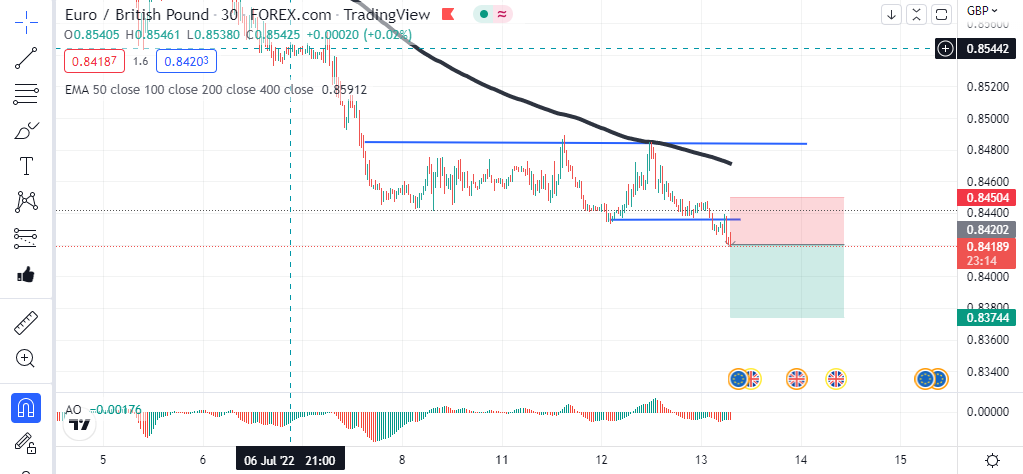 Euro / British Pound · 30 · FOREX.com · TradingView
≈
GBP
O0.85405 H0.85461 L0.85380 C0.85425 +0.00020 (+0.02%)
0.84187 1.6 0.84203
EMA 50 close 100 close 200 close 400 close 0.85912
0.85600
0.85442
0.85200
0.85000
0.84800
0.84600
0.84504
0.84400
0.84202
0.84189
23:14
0.84000
0.83800
0.83744
0.83600
0.83400
AO -0.00176
0.00000
5 6 06 Jul '22 21:00 8 11 12 13 14 15